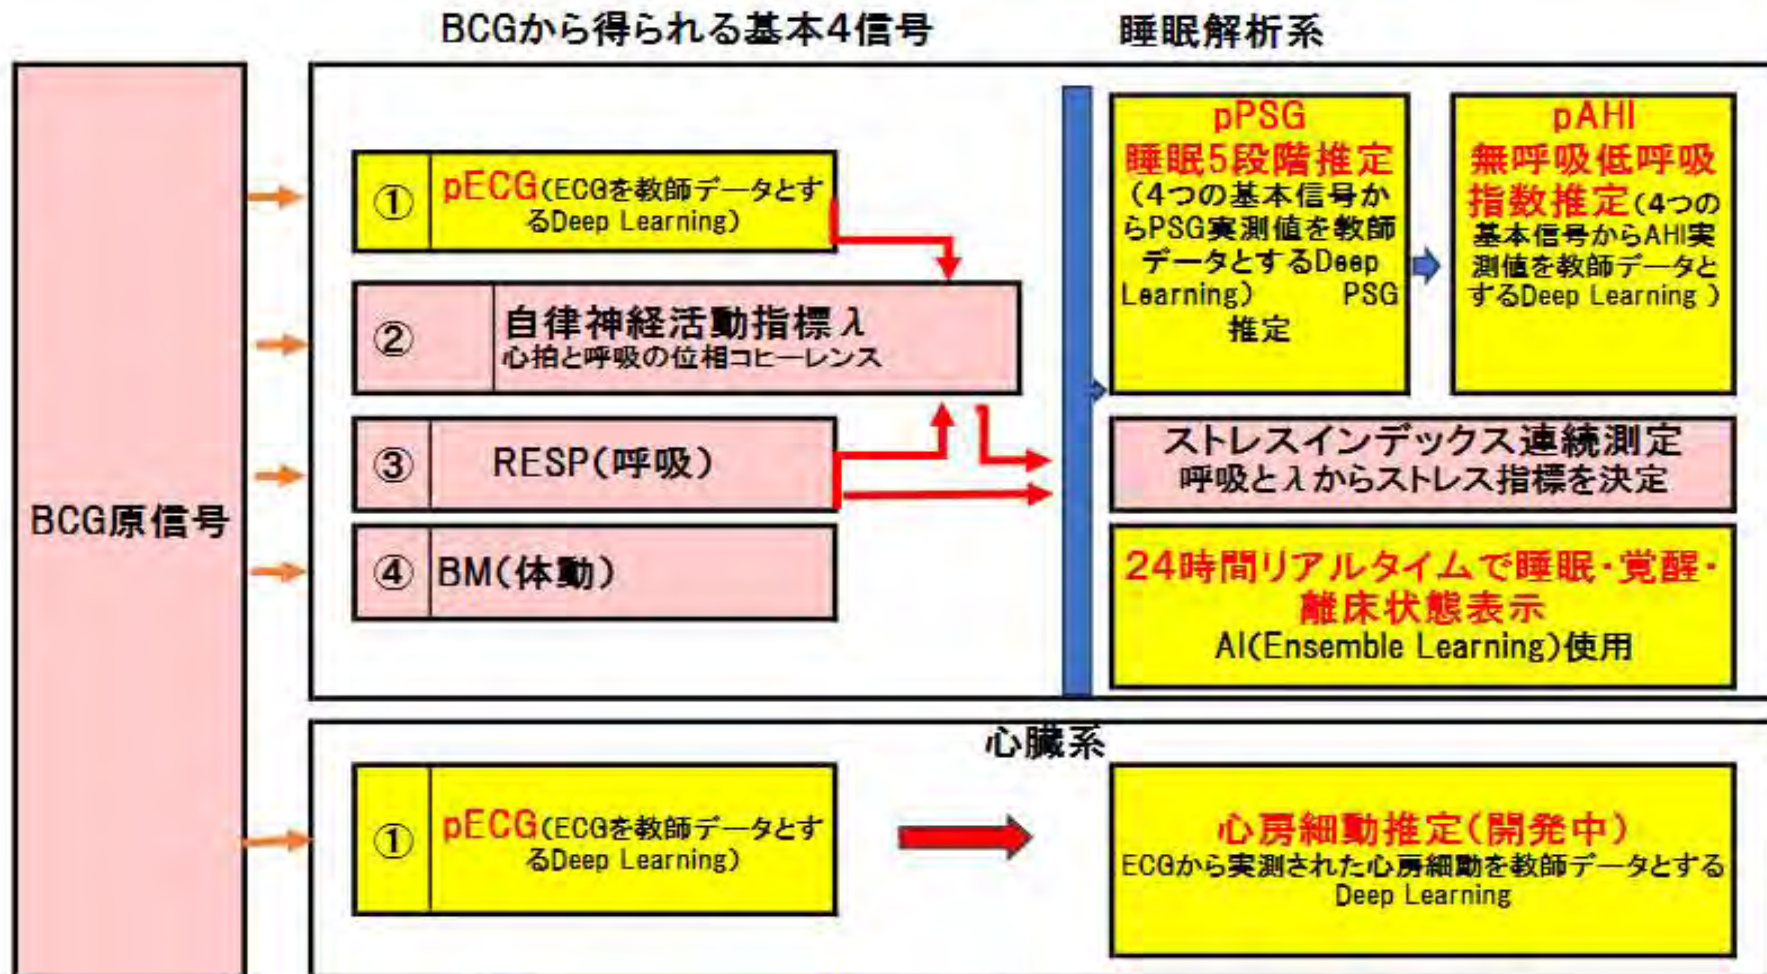 BCGから得られる基本4信号
睡眠解析系
BCG原信号
①
pECG(ECGを教師データとす
るDeep Learning)
②
自律神経活動指標λ
心拍と呼吸の位相コヒーレンス
③
RESP(呼吸)
④
BM(体動)
pPSG
睡眠5段階推定
(4つの基本信号か
らPSG実測値を教師
データとするDeep
Learning) PSG
推定
pAHI
無呼吸低呼吸
指数推定(4つの
基本信号からAHI実
測値を教師データと
するDeep Learning )
ストレスインデックス連続測定
呼吸とλからストレス指標を決定
24時間リアルタイムで睡眠・覚醒・
離床状態表示
AI(Ensemble Learning)使用
心臓系
①
pECG(ECGを教師データとす
るDeep Learning)
心房細動推定(開発中)
ECGから実測された心房細動を教師データとする
Deep Learning